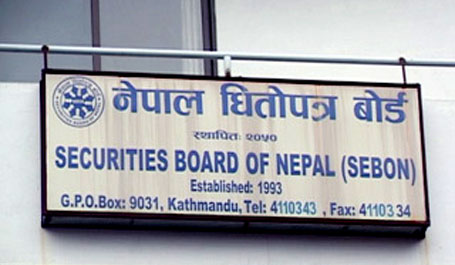 नेपाल धितोपत्र बोर्ड
स्थापितः २०५०
SECURITIES BOARD OF NEPAL (SEBON)
Established: 1993
G.P.O.Box: 9031, Kathmandu, Tel: 4110343 , Fax: 4110334